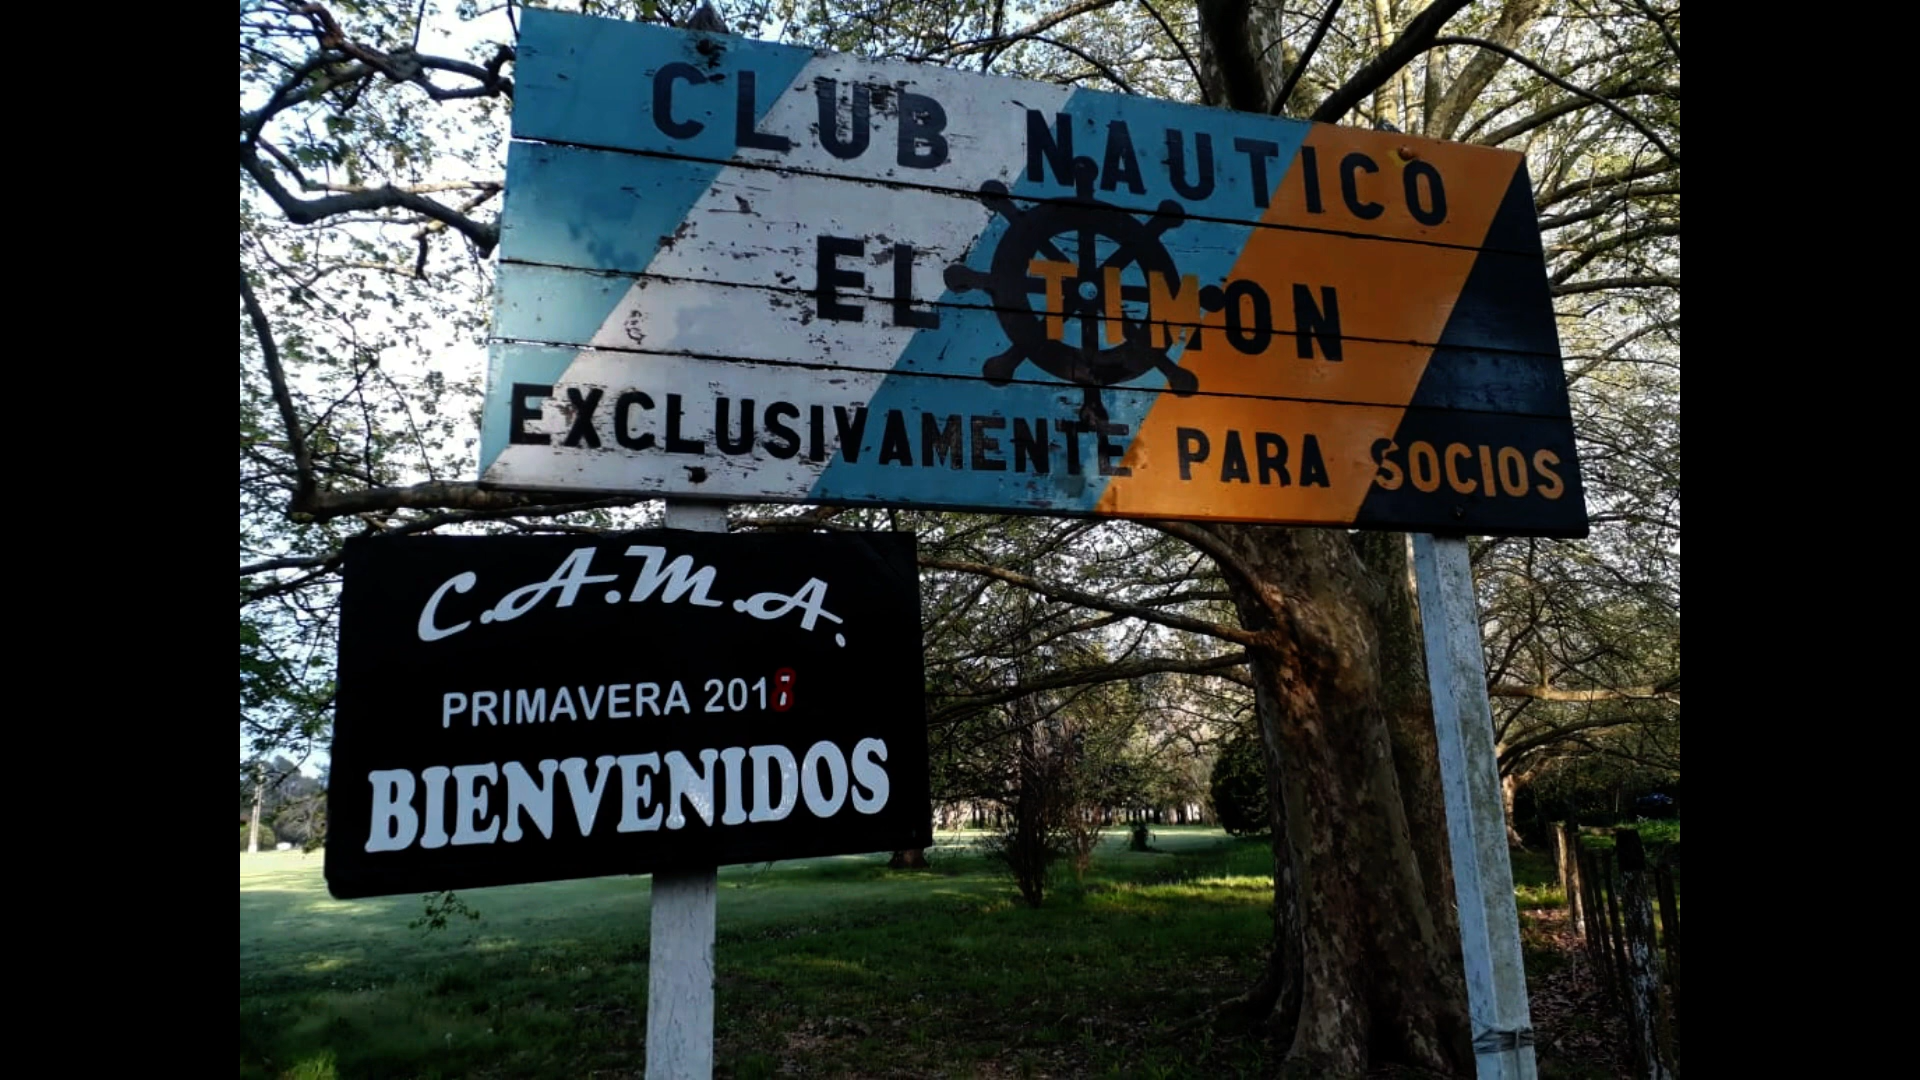 CLUB NAUTICO
EL TIMON
EXCLUSIVAMENTE PARA SOCIOS
C.A.M.A.
PRIMAVERA 2018
BIENVENIDOS